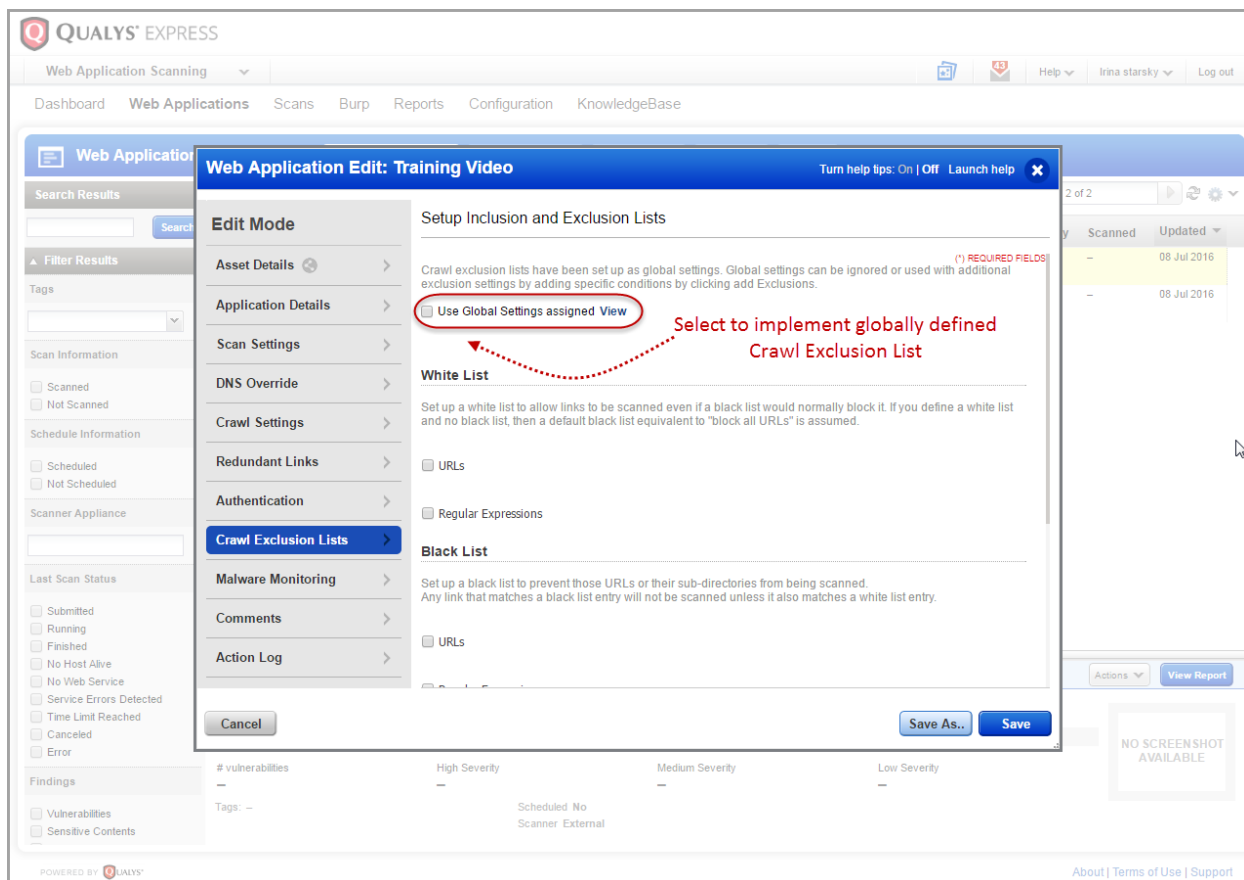 QUALYS® EXPRESS
Web Application Scanning
43
Help
Irina starsky
Log out
Dashboard Web Applications Scans Burp Reports Configuration KnowledgeBase
Web Application
Search Results
Search
Filter Results
Tags
Scan Information
Scanned
Not Scanned
Schedule Information
Scheduled
Not Scheduled
Scanner Appliance
Last Scan Status
Submitted
Running
Finished
No Host Alive
No Web Service
Service Errors Detected
Time Limit Reached
Canceled
Error
Findings
Vulnerabilities
Sensitive Contents
Web Application Edit: Training Video
Turn help tips: On | Off Launch help
Edit Mode
Asset Details
Application Details
Scan Settings
DNS Override
Crawl Settings
Redundant Links
Authentication
Crawl Exclusion Lists
Malware Monitoring
Comments
Action Log
Setup Inclusion and Exclusion Lists
(*) REQUIRED FIELDS
Crawl exclusion lists have been set up as global settings. Global settings can be ignored or used with additional
exclusion settings by adding specific conditions by clicking add Exclusions.
Use Global Settings assigned View
Select to implement globally defined
Crawl Exclusion List
White List
Set up a white list to allow links to be scanned even if a black list would normally block it. If you define a white list
and no black list, then a default black list equivalent to "block all URLs" is assumed.
URLs
Regular Expressions
Black List
Set up a black list to prevent those URLs or their sub-directories from being scanned.
Any link that matches a black list entry will not be scanned unless it also matches a white list entry.
URLs
Cancel
Save As..
Save
2 of 2
y Scanned Updated
– 08 Jul 2016
– 08 Jul 2016
Actions
View Report
NO SCREENSHOT
AVAILABLE
# vulnerabilities High Severity Medium Severity Low Severity
– – – –
Tags: –
Scheduled No
Scanner External
POWERED BY QUALYS®
About | Terms of Use | Support